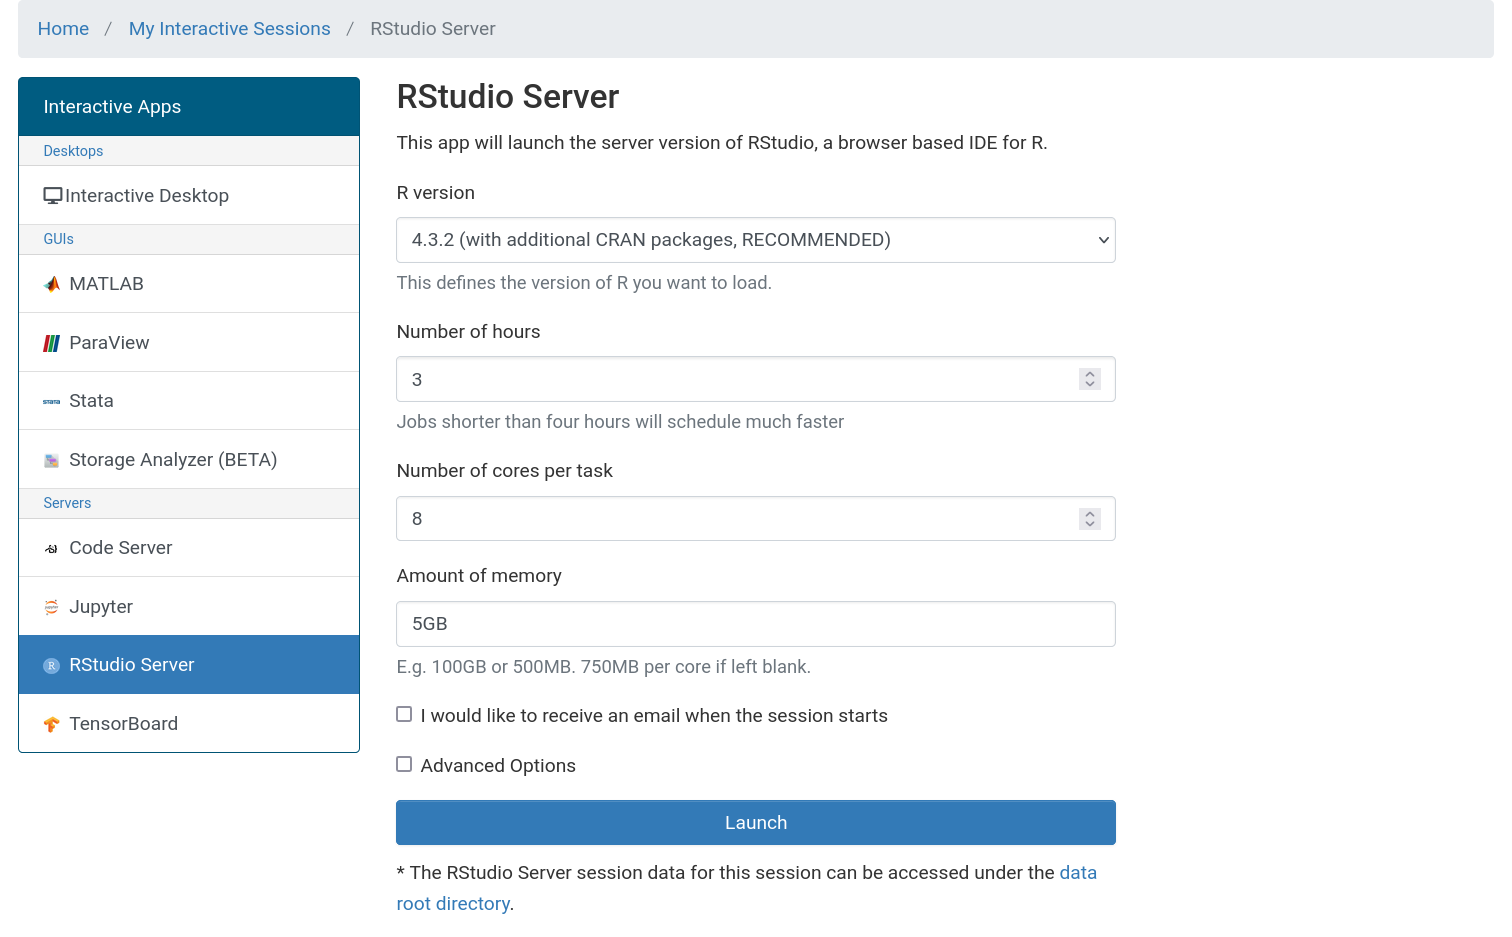 Home / My Interactive Sessions / RStudio Server
Interactive Apps
Desktops
Interactive Desktop
GUIs
MATLAB
ParaView
Stata
Storage Analyzer (BETA)
Servers
Code Server
Jupyter
R RStudio Server
TensorBoard
RStudio Server
This app will launch the server version of RStudio, a browser based IDE for R.
R version
4.3.2 (with additional CRAN packages, RECOMMENDED)
This defines the version of R you want to load.
Number of hours
3
Jobs shorter than four hours will schedule much faster
Number of cores per task
8
Amount of memory
5GB
E.g. 100GB or 500MB. 750MB per core if left blank.
I would like to receive an email when the session starts
Advanced Options
Launch
* The RStudio Server session data for this session can be accessed under the data
root directory.